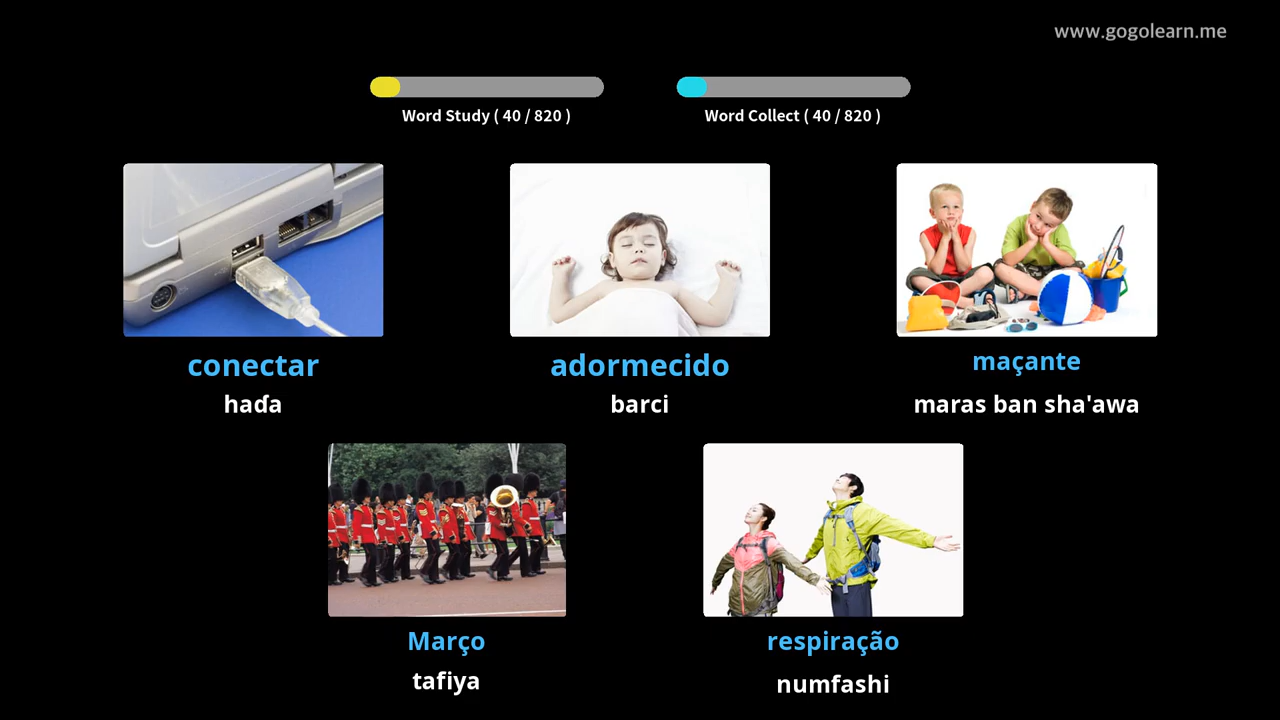 www.gogolearn.me
Word Study ( 40 / 820 )
Word Collect ( 40 / 820 )
conectar
haɗa
adormecido
barci
maçante
maras ban sha'awa
Março
tafiya
respiração
numfashi